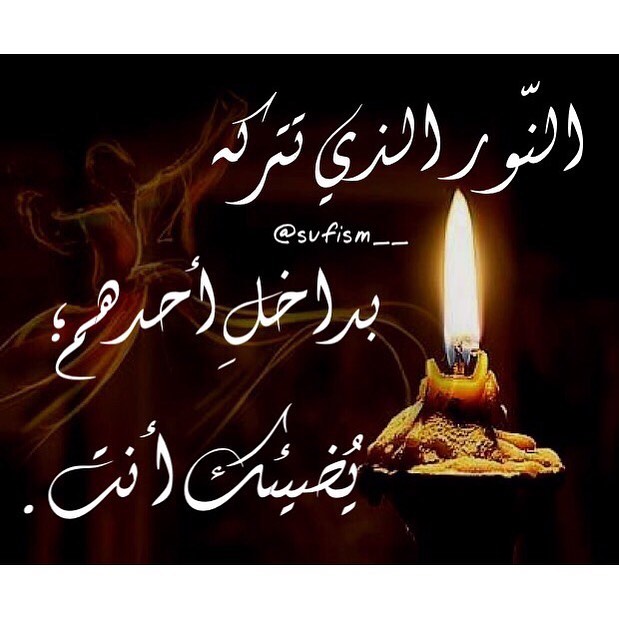 النّور الذي تتركه
@sufism__
بداخلِ أحدهم؛
يُضيئك أنت .